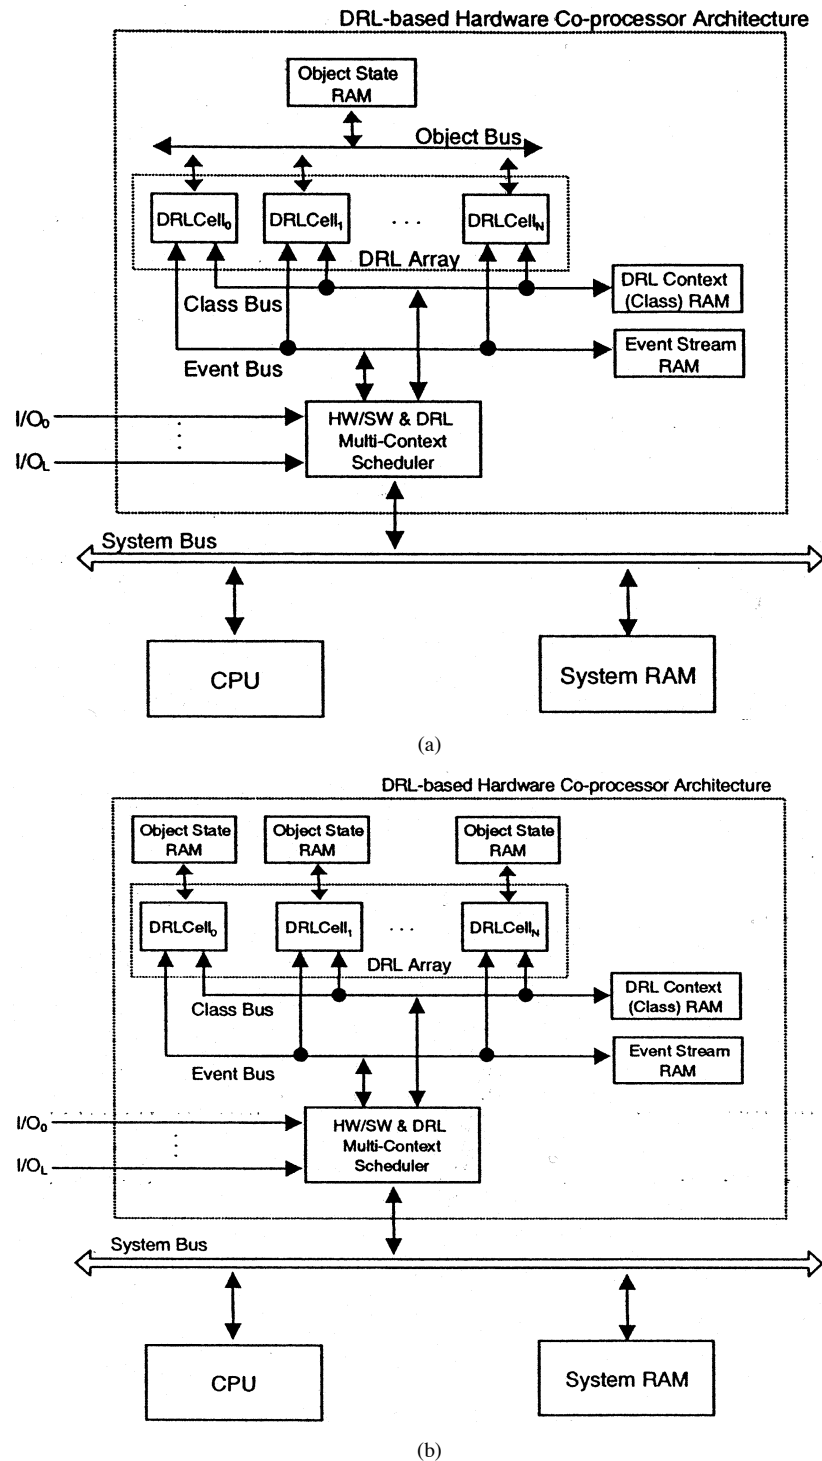 DRL-based Hardware Co-processor Architecture
Object State
RAM
Object Bus
DRLCell0
DRLCell1
. . .
DRLCellN
DRL Array
Class Bus
DRL Context
(Class) RAM
Event Bus
Event Stream
RAM
I/O0
I/OL
HW/SW & DRL
Multi-Context
Scheduler
System Bus
CPU
System RAM
(a)
DRL-based Hardware Co-processor Architecture
Object State
RAM
Object State
RAM
Object State
RAM
DRLCell0
DRLCell1
. . .
DRLCellN
DRL Array
Class Bus
DRL Context
(Class) RAM
Event Bus
Event Stream
RAM
I/O0
I/OL
HW/SW & DRL
Multi-Context
Scheduler
System Bus
CPU
System RAM
(b)